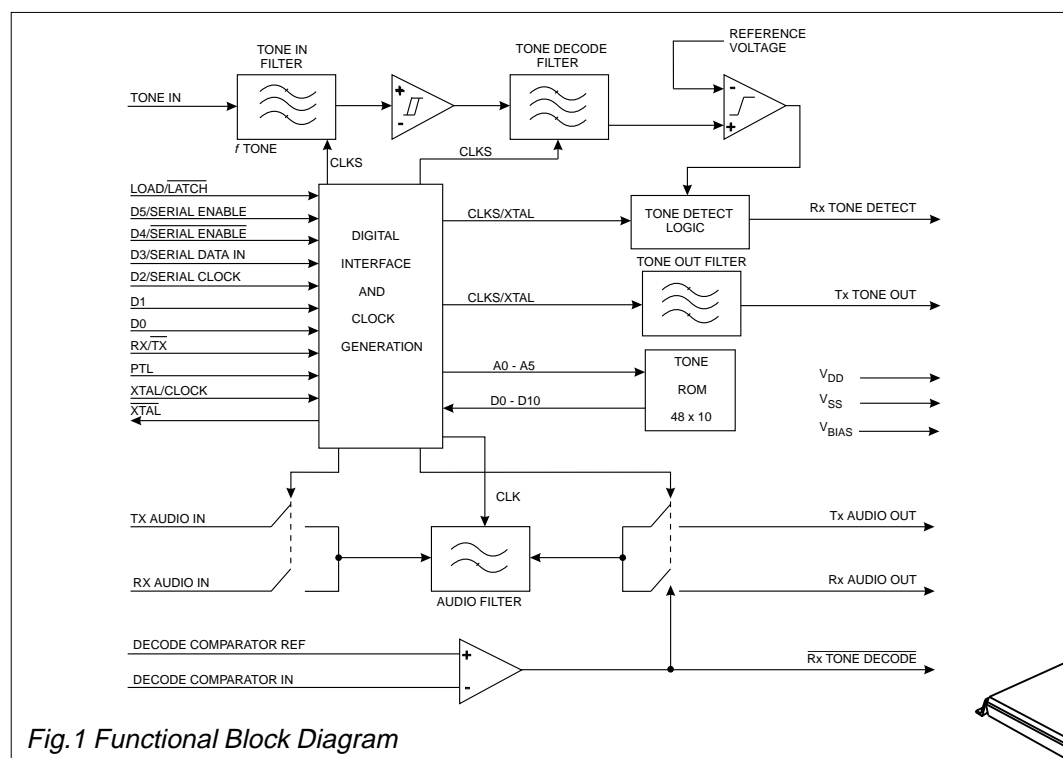 REFERENCE
VOLTAGE
TONE IN
FILTER
TONE DECODE
FILTER
TONE IN
+
-
-
+
f TONE
CLKS
CLKS
LOAD/LATCH
D5/SERIAL ENABLE
D4/SERIAL ENABLE
D3/SERIAL DATA IN
D2/SERIAL CLOCK
D1
D0
RX/TX
PTL
XTAL/CLOCK
XTAL
DIGITAL
INTERFACE
AND
CLOCK
GENERATION
CLKS/XTAL
TONE DETECT
LOGIC
Rx TONE DETECT
TONE OUT FILTER
CLKS/XTAL
Tx TONE OUT
A0 - A5
D0 - D10
TONE
ROM
48 x 10
VDD
VSS
VBIAS
CLK
TX AUDIO IN
RX AUDIO IN
AUDIO FILTER
Tx AUDIO OUT
Rx AUDIO OUT
DECODE COMPARATOR REF
DECODE COMPARATOR IN
+
-
Rx TONE DECODE
Fig.1 Functional Block Diagram